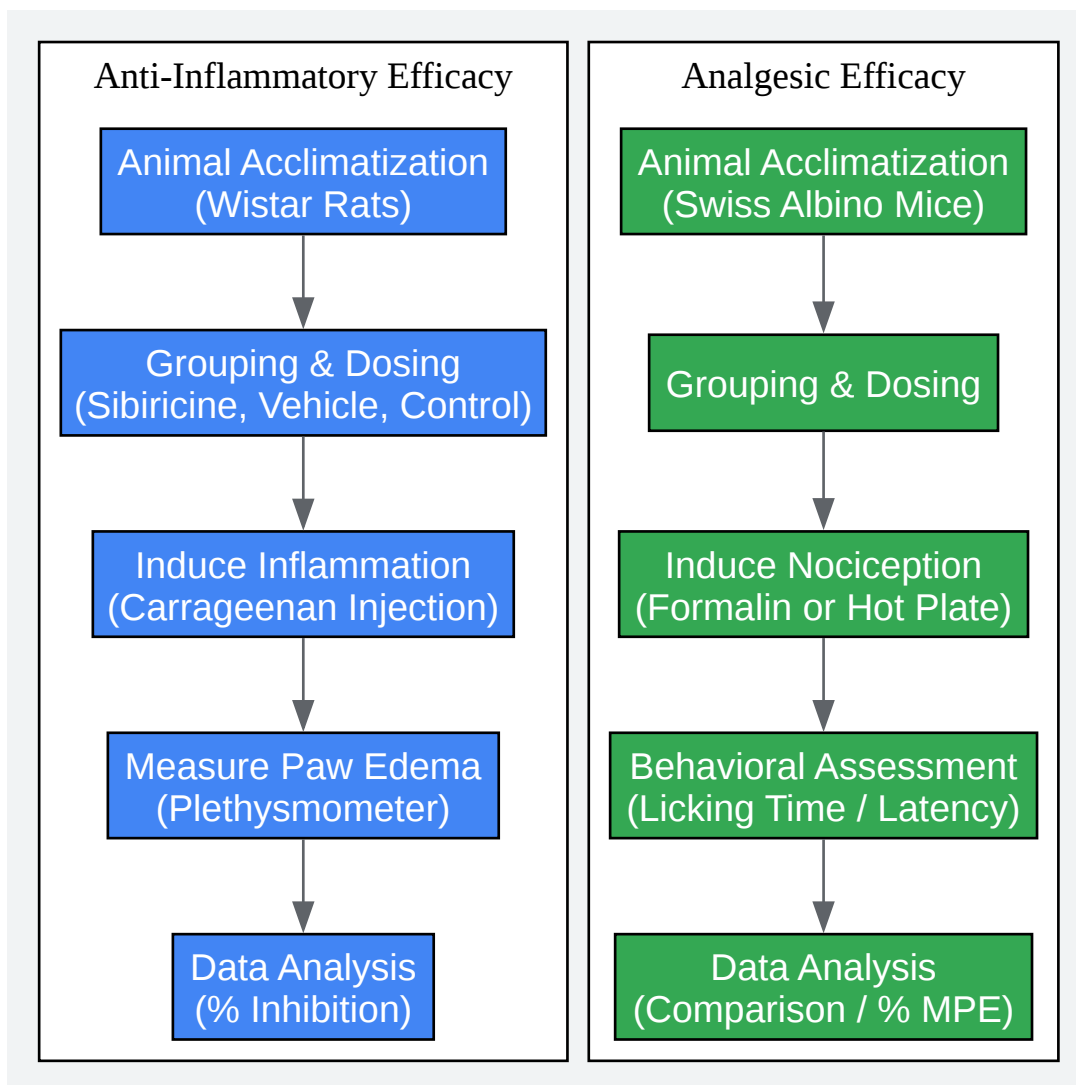 Anti-Inflammatory Efficacy
Animal Acclimatization
(Wistar Rats)
Grouping & Dosing
(Sibiricine, Vehicle, Control)
Induce Inflammation
(Carrageenan Injection)
Measure Paw Edema
(Plethysmometer)
Data Analysis
(% Inhibition)
Analgesic Efficacy
Animal Acclimatization
(Swiss Albino Mice)
Grouping & Dosing
Induce Nociception
(Formalin or Hot Plate)
Behavioral Assessment
(Licking Time / Latency)
Data Analysis
(Comparison / % MPE)